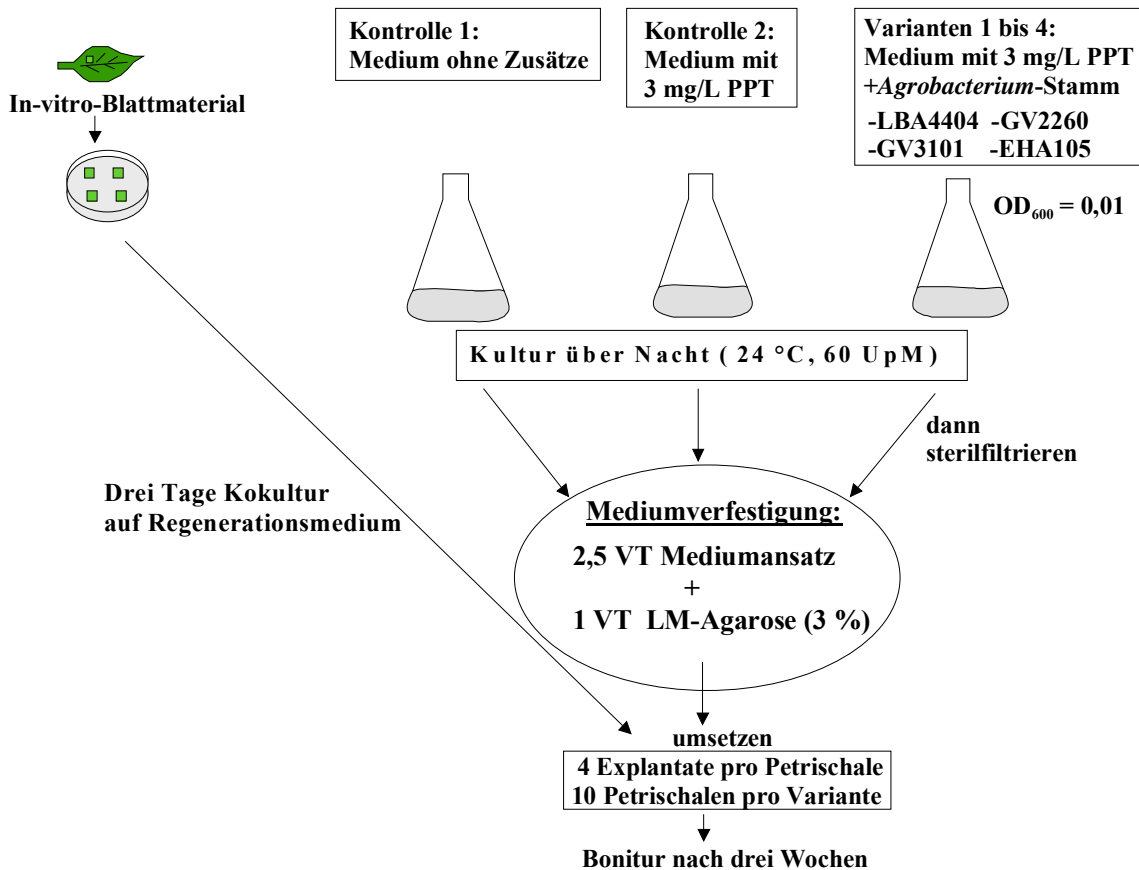 Kontrolle 1:
Medium ohne Zusätze
Kontrolle 2:
Medium mit
3 mg/L PPT
Varianten 1 bis 4:
Medium mit 3 mg/L PPT
+Agrobacterium-Stamm
-LBA4404 -GV2260
-GV3101 -EHA105
In-vitro-Blattmaterial
OD600 = 0,01
Kultur über Nacht ( 24 °C, 60 UpM )
dann
sterilfiltrieren
Drei Tage Kokultur
auf Regenerationsmedium
Mediumverfestigung:
2,5 VT Mediumansatz
+
1 VT LM-Agarose (3 %)
umsetzen
4 Explantate pro Petrischale
10 Petrischalen pro Variante
Bonitur nach drei Wochen